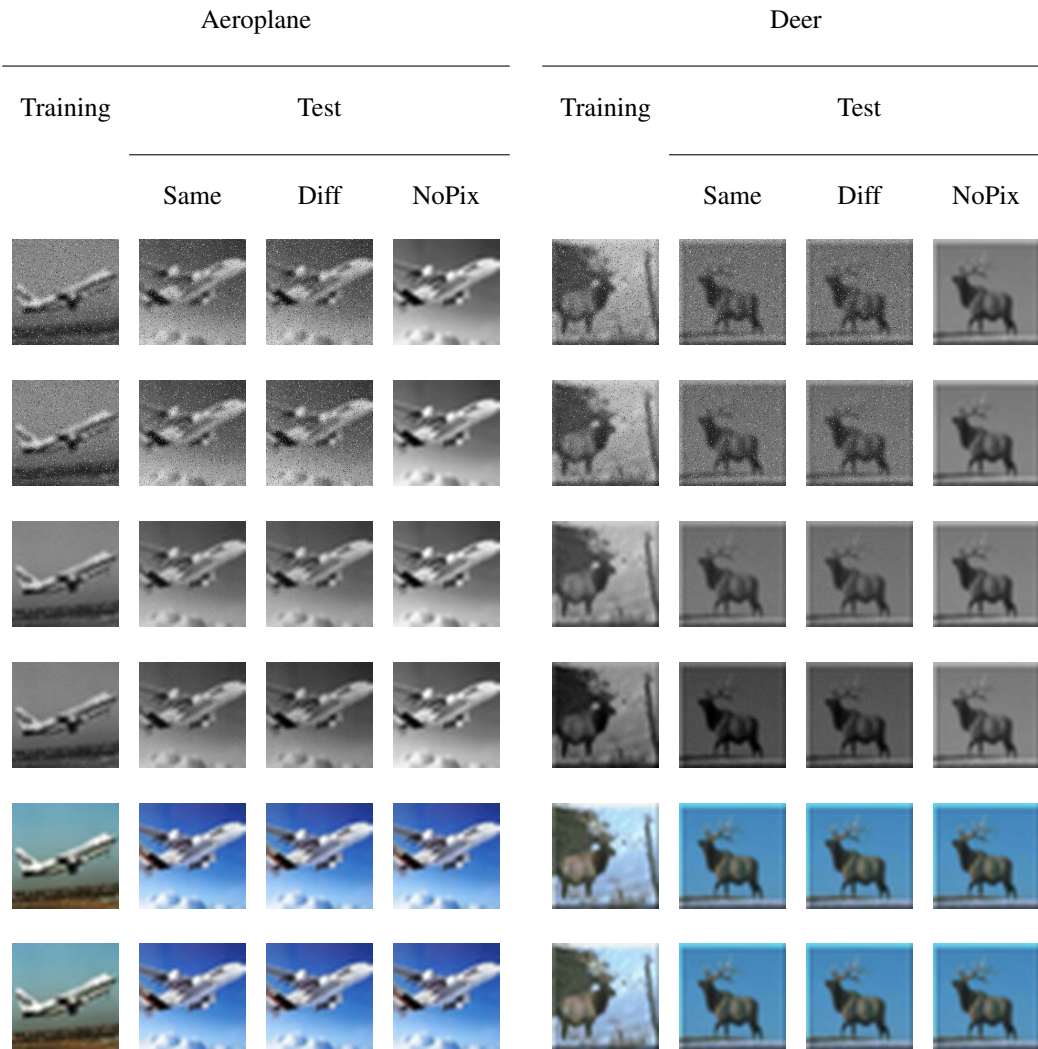 Aeroplane Deer
Training Test Training Test
Same Diff NoPix Same Diff NoPix